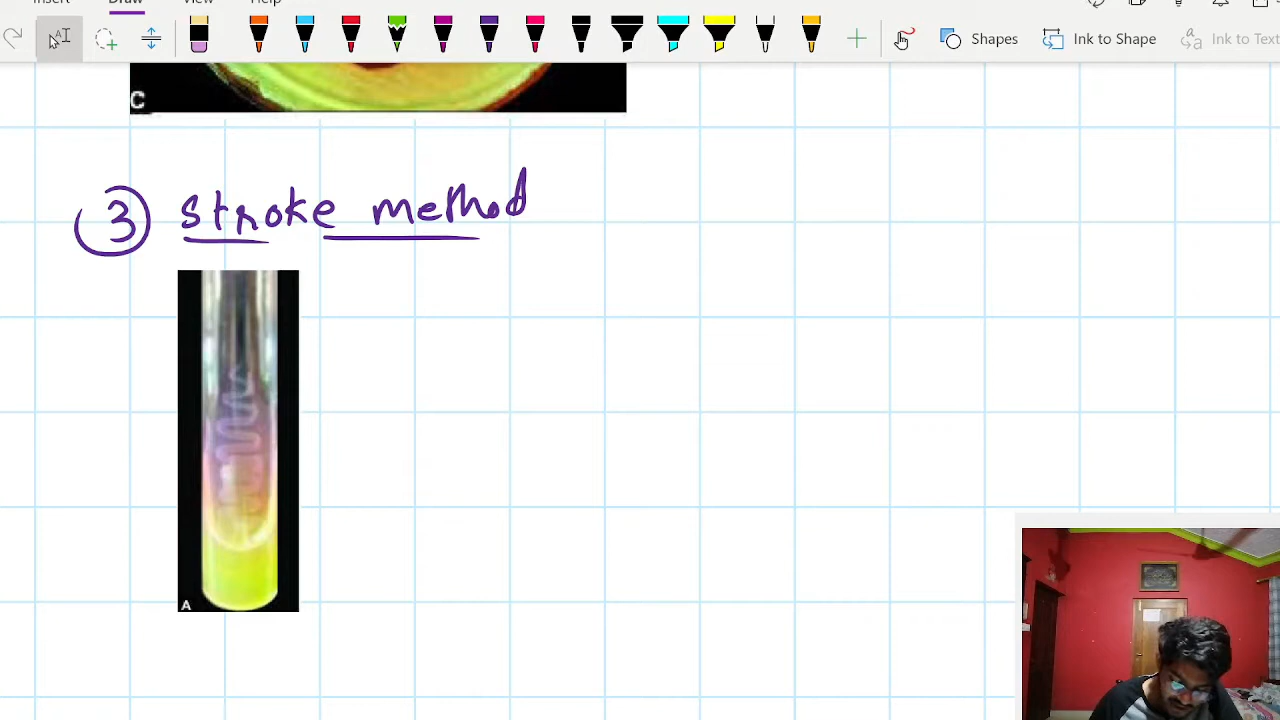 Insert Draw View Help
Shapes Ink to Shape Ink to Text
C
3 stroke method
A